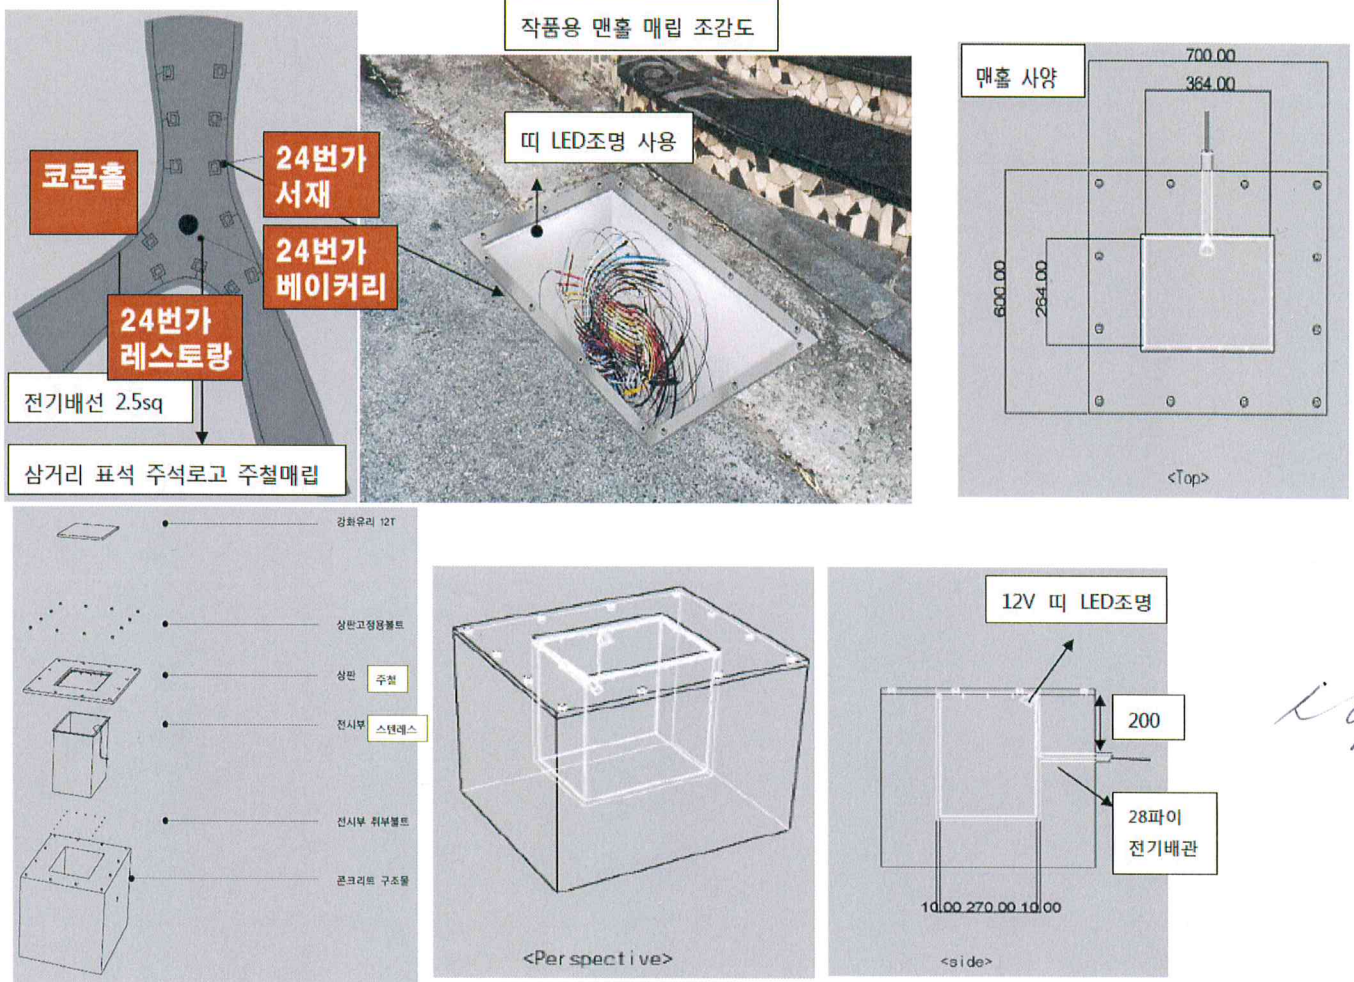 작품용 맨홀 매립 조감도
코쿤홀
24번가
서재
24번가
베이커리
24번가
레스토랑
전기배선 2.5sq
삼거리 표석 주석로고 주철매립
띠 LED조명 사용
맨홀 사양
700.00
364.00
600.00
264.00
<Top>
강화유리 12T
상판고정용볼트
상판 주철
전시부 스텐레스
전시부 취부볼트
콘크리트 구조물
<Perspective>
12V 띠 LED조명
200
28파이
전기배관
10.00 270.00 10.00
<side>